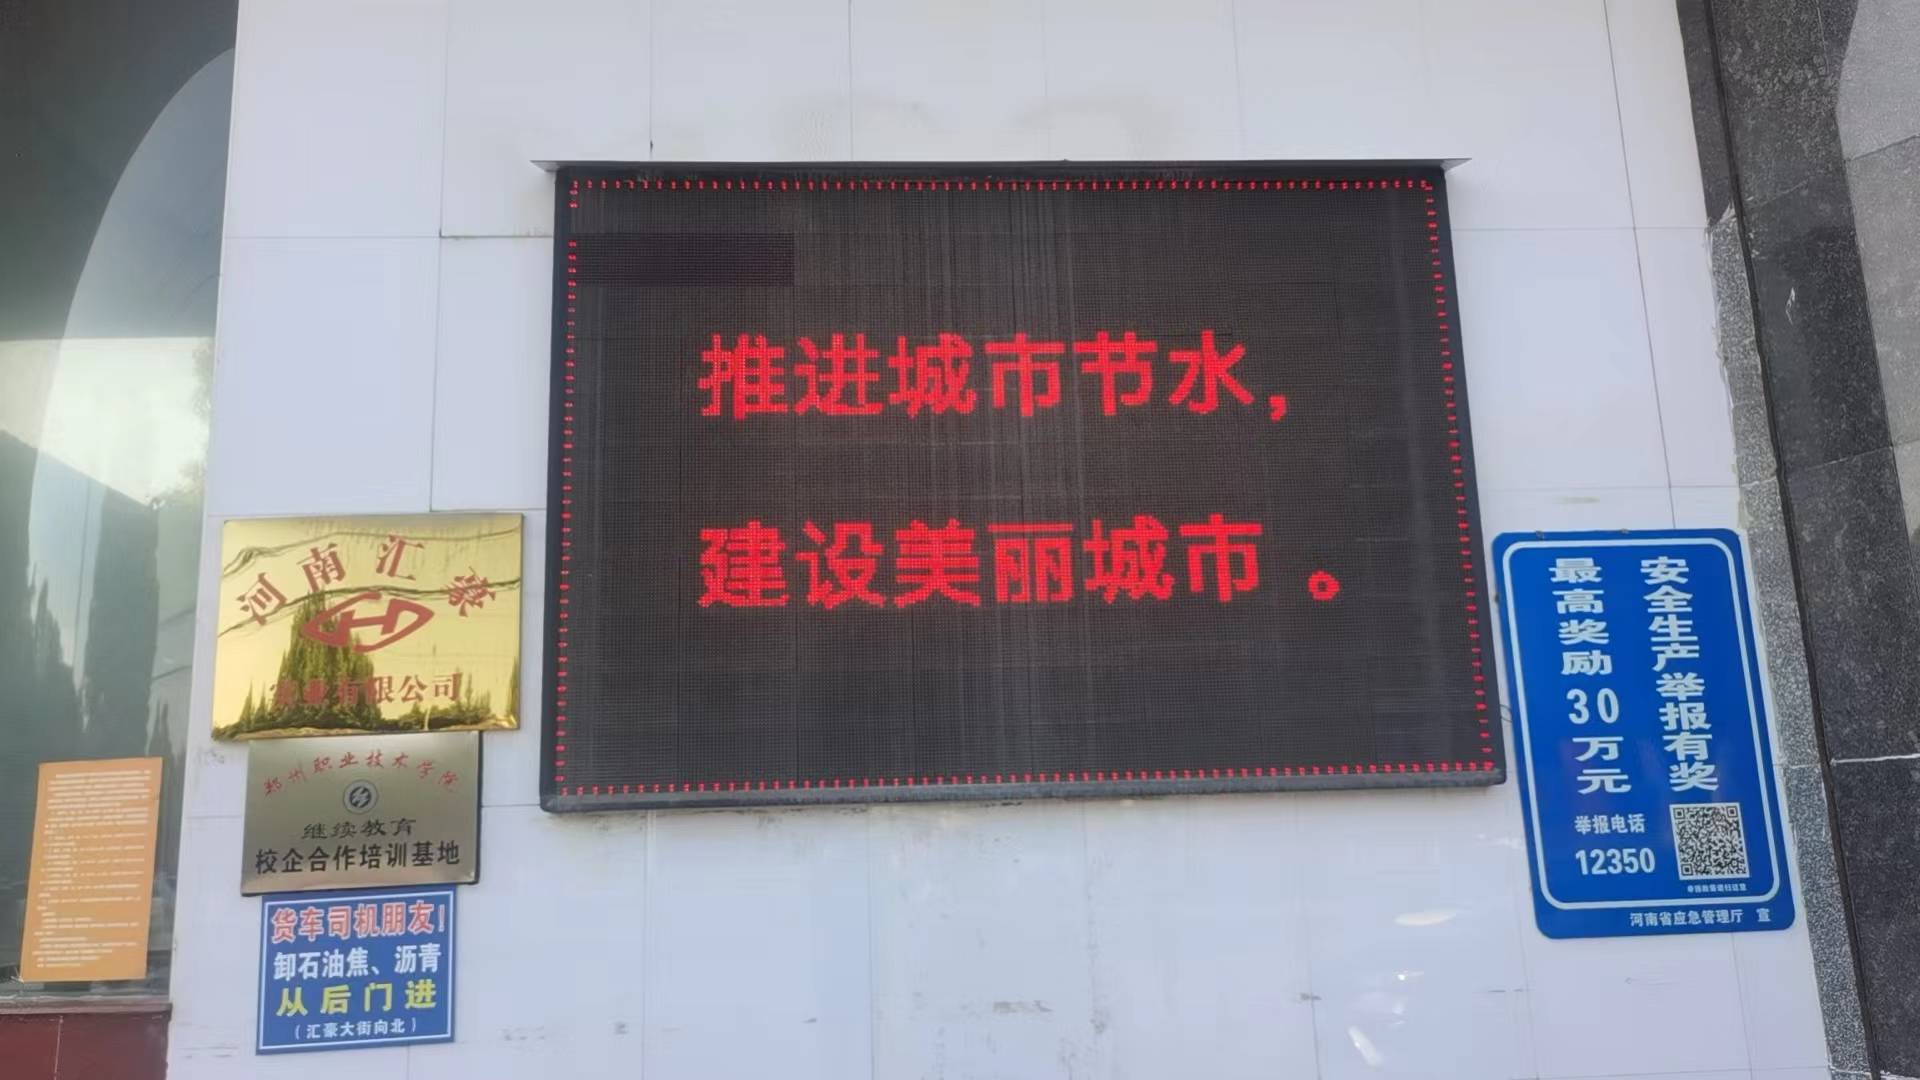 推进城市节水，
建设美丽城市。
河南汇豪
实业有限公司
郑州职业技术学院
继续教育
校企合作培训基地
货车司机朋友!
卸石油焦、沥青
从后门进
(汇豪大街向北)
安全生产举报有奖
最高奖励30万元
举报电话
12350
河南省应急管理厅 宣